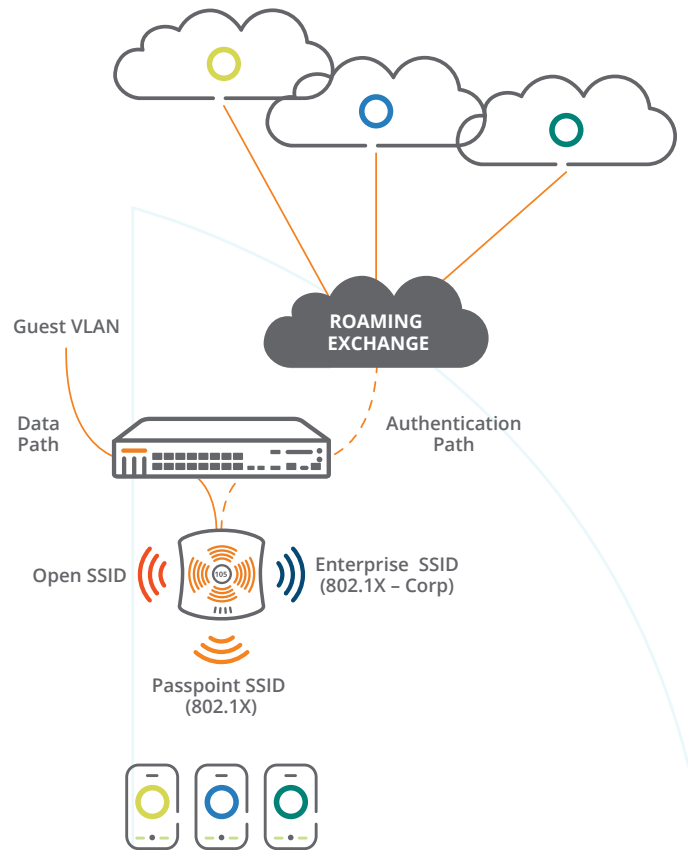 ROAMING
EXCHANGE
Guest VLAN
Data
Path
Authentication
Path
Open SSID
105
Enterprise SSID
(802.1X – Corp)
Passpoint SSID
(802.1X)